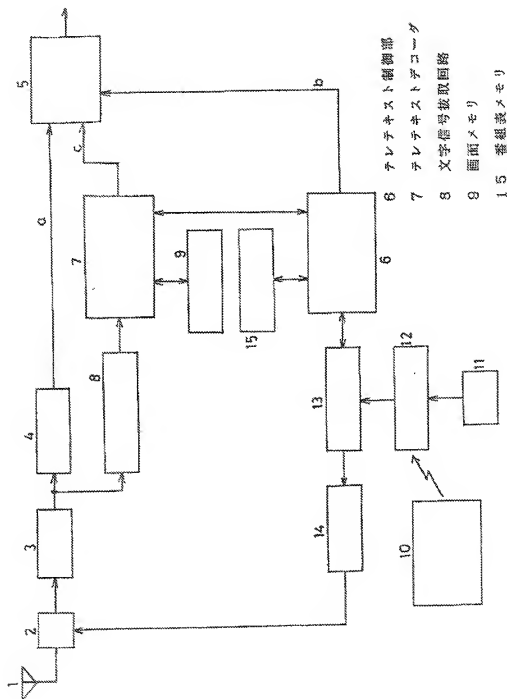 1
2
3
4
5
a
b
c
7
8
9
15
6
13
12
11
14
10
6 テレテキスト制御部
7 テレテキストデコーダ
8 文字信号抜取回路
9 画面メモリ
15 番組表メモリ